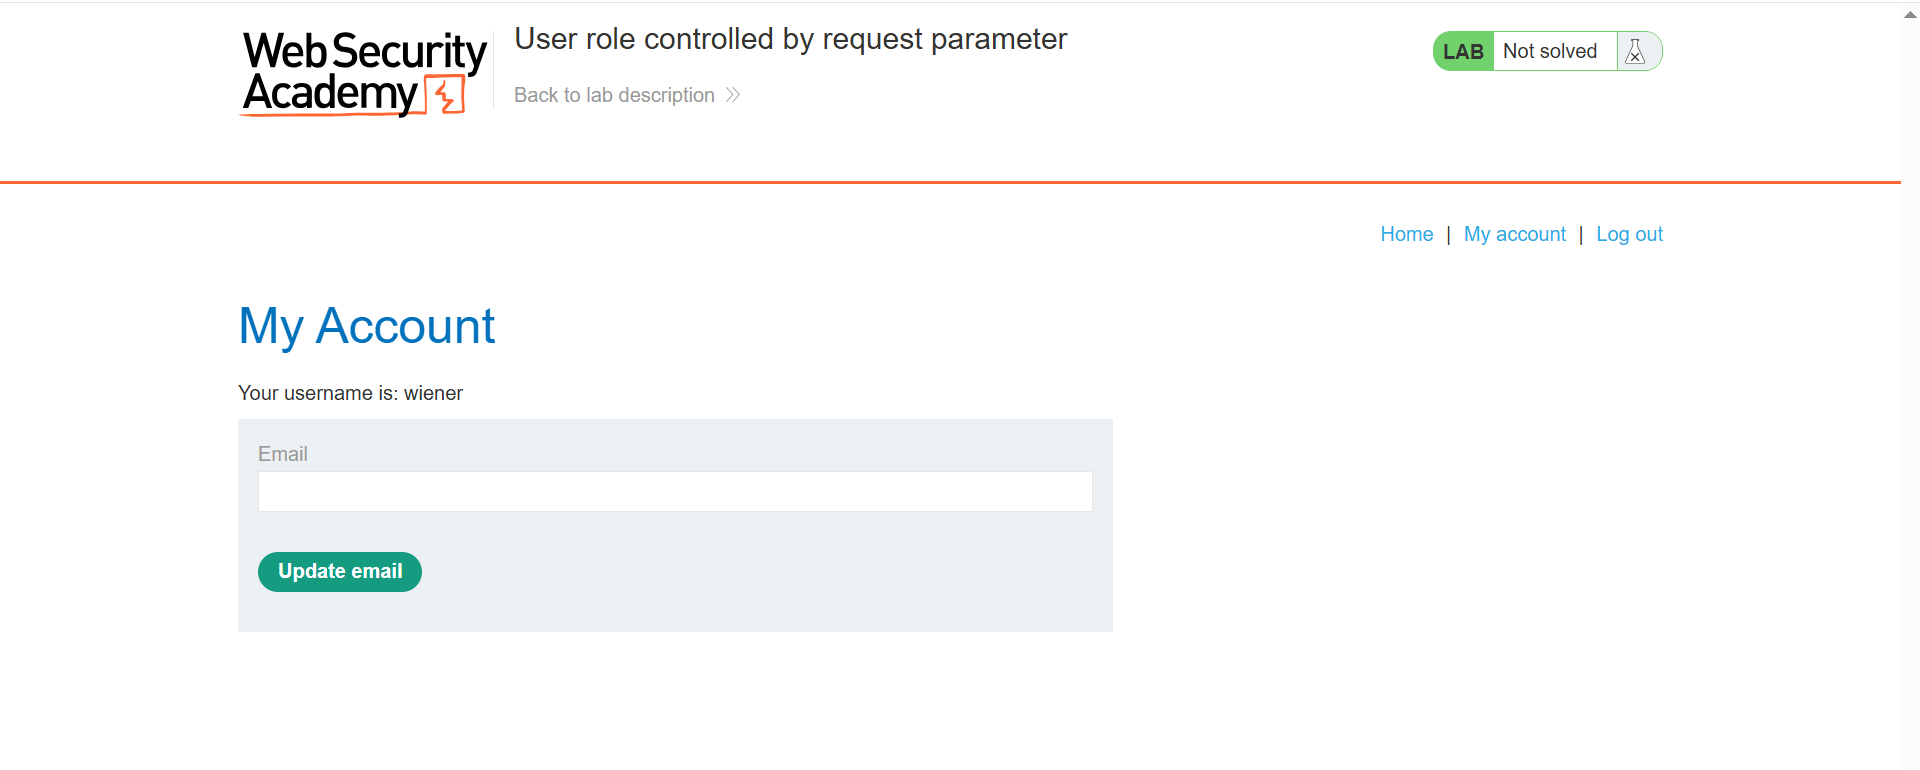 Web Security
Academy
User role controlled by request parameter
Back to lab description
LAB Not solved
Home | My account | Log out
My Account
Your username is: wiener
Email
Update email